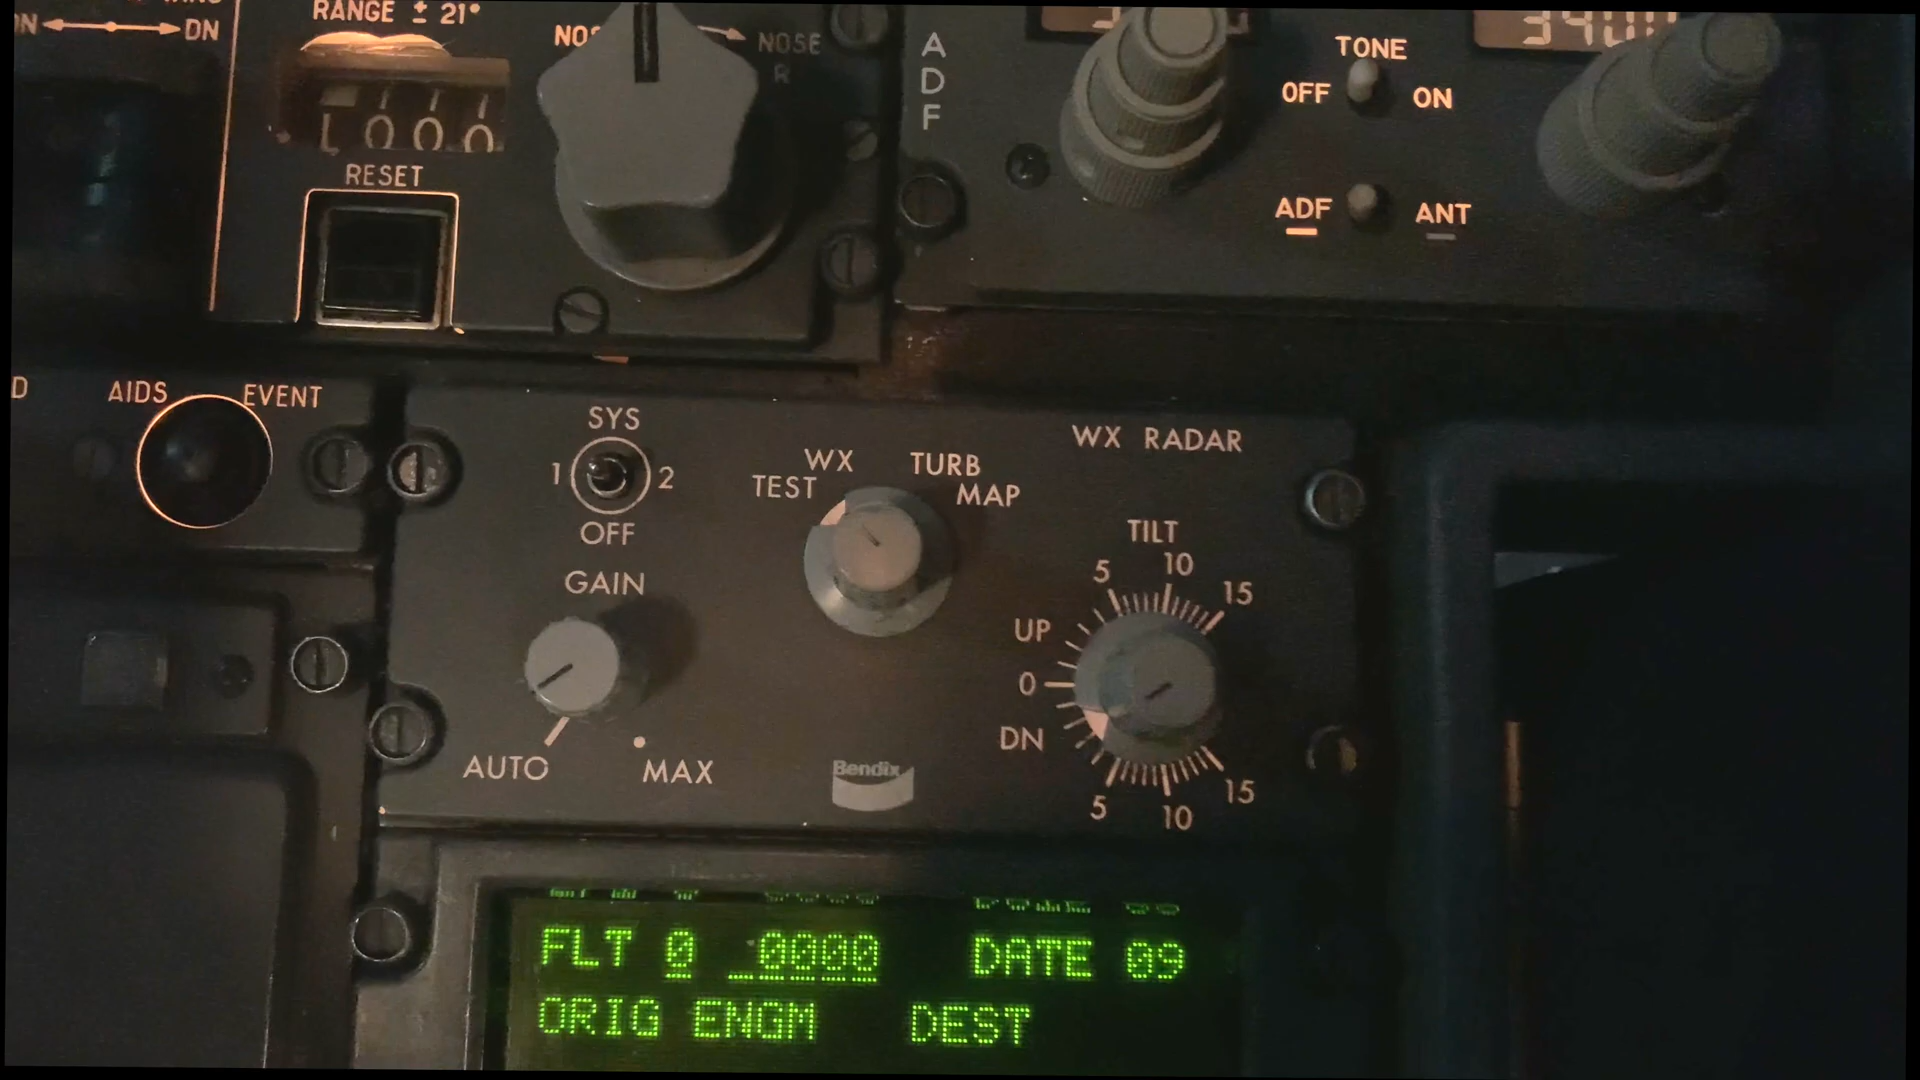 DN
RANGE ± 21°
NOSE
R
000
RESET
A
D
F
TONE
OFF
ON
ADF
ANT
D
AIDS
EVENT
SYS
1
2
OFF
GAIN
AUTO
MAX
TEST
WX
TURB
MAP
WX RADAR
TILT
5
10
15
UP
0
DN
5
10
15
Bendix
FLT 0 _0000 DATE 09
ORIG ENGM DEST